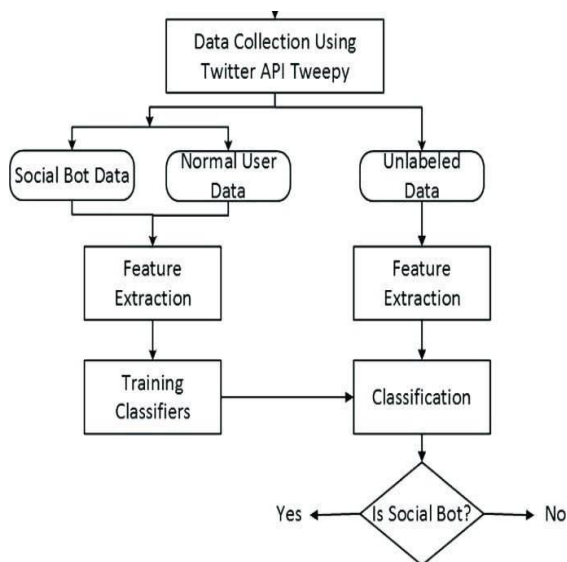 Data Collection Using
Twitter API Tweepy
Social Bot Data
Normal User
Data
Unlabeled
Data
Feature
Extraction
Feature
Extraction
Training
Classifiers
Classification
Yes
Is Social Bot?
No